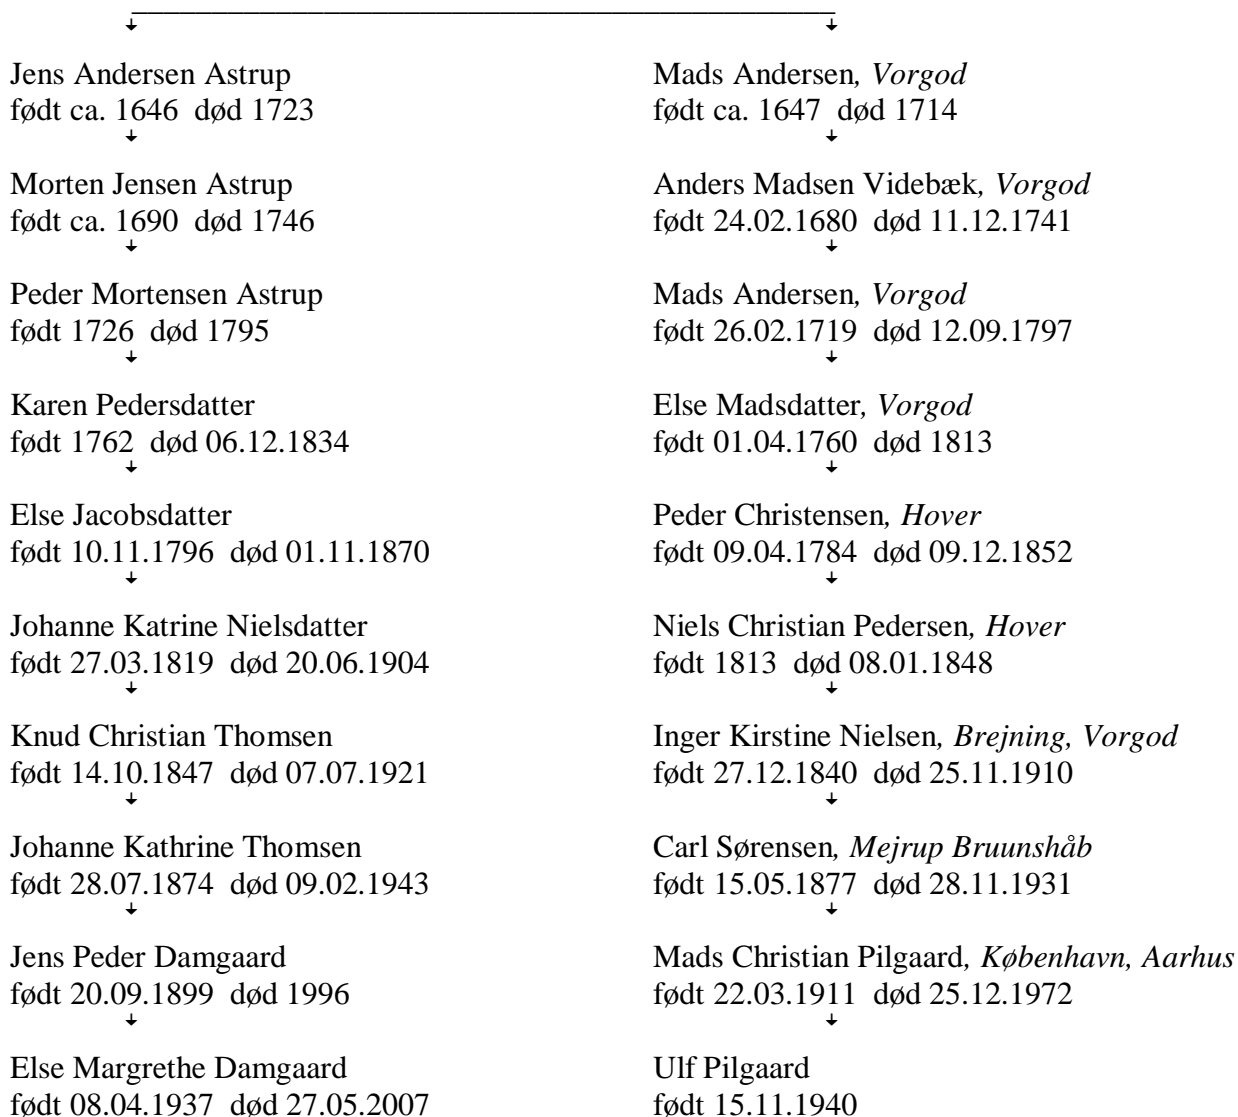 Jens Andersen Astrup
født ca. 1646 død 1723
Morten Jensen Astrup
født ca. 1690 død 1746
Peder Mortensen Astrup
født 1726 død 1795
Karen Pedersdatter
født 1762 død 06.12.1834
Else Jacobsdatter
født 10.11.1796 død 01.11.1870
Johanne Katrine Nielsdatter
født 27.03.1819 død 20.06.1904
Knud Christian Thomsen
født 14.10.1847 død 07.07.1921
Johanne Kathrine Thomsen
født 28.07.1874 død 09.02.1943
Jens Peder Damgaard
født 20.09.1899 død 1996
Else Margrethe Damgaard
født 08.04.1937 død 27.05.2007
Mads Andersen, Vorgod
født ca. 1647 død 1714
Anders Madsen Videbæk, Vorgod
født 24.02.1680 død 11.12.1741
Mads Andersen, Vorgod
født 26.02.1719 død 12.09.1797
Else Madsdatter, Vorgod
født 01.04.1760 død 1813
Peder Christensen, Hover
født 09.04.1784 død 09.12.1852
Niels Christian Pedersen, Hover
født 1813 død 08.01.1848
Inger Kirstine Nielsen, Brejning, Vorgod
født 27.12.1840 død 25.11.1910
Carl Sørensen, Mejrup Bruunshåb
født 15.05.1877 død 28.11.1931
Mads Christian Pilgaard, København, Aarhus
født 22.03.1911 død 25.12.1972
Ulf Pilgaard
født 15.11.1940